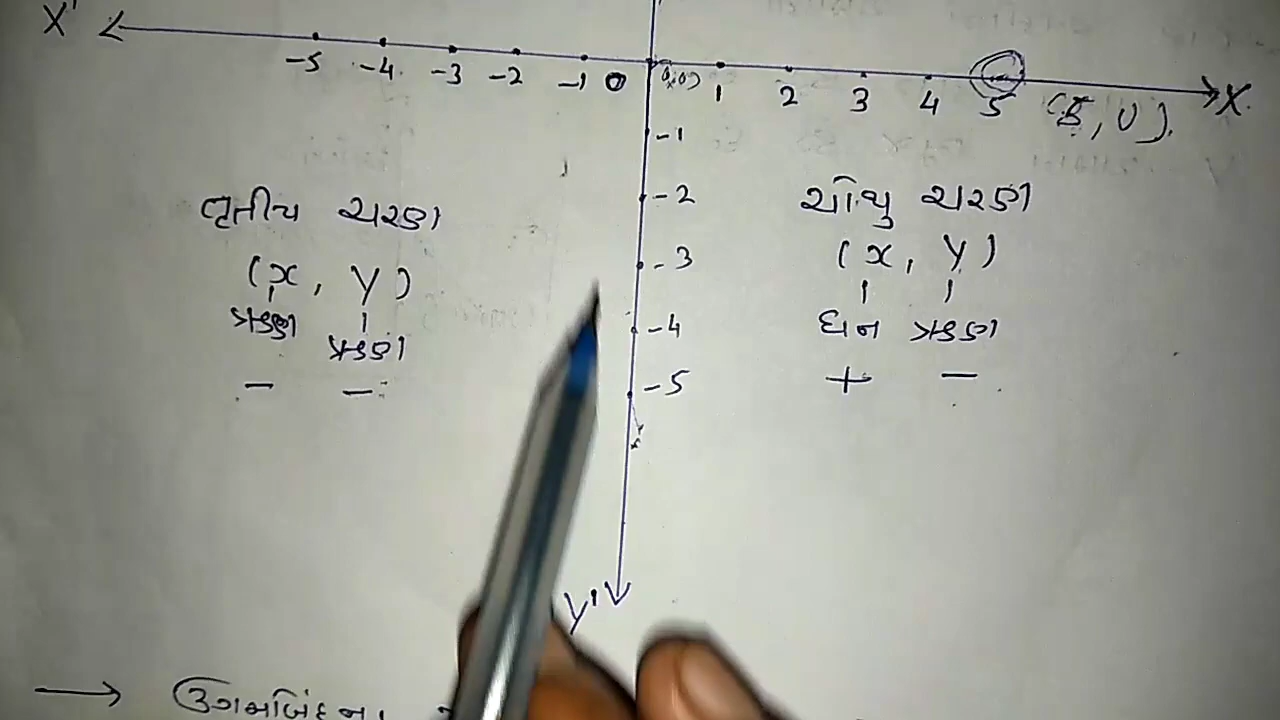 X'
-5 -4 -3 -2 -1 0 (0,0) 1 2 3 4 5 (5, 0). X.
-1
-2
-3
-4
-5
Y'
તૃતીય ચરણ
(x, y)
ઋણ ઋણ
- -
ચોથુ ચરણ
(x, y)
ધન ઋણ
+ -
→ ઉગમબિંદુના